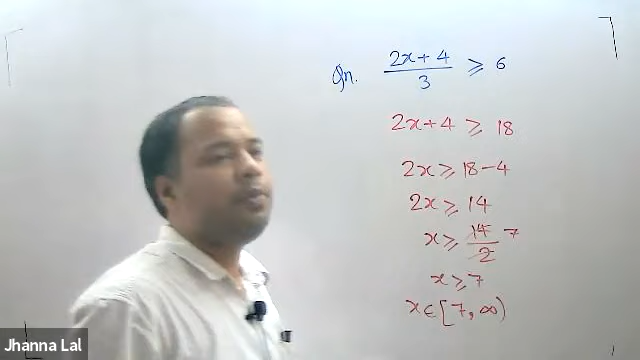 Qn. (2x+4)/3 ⩾ 6
2x+4 ⩾ 18
2x ⩾ 18-4
2x ⩾ 14
x ⩾ 14/2 7
x ⩾ 7
x ∈ [7, ∞)
Jhanna Lal